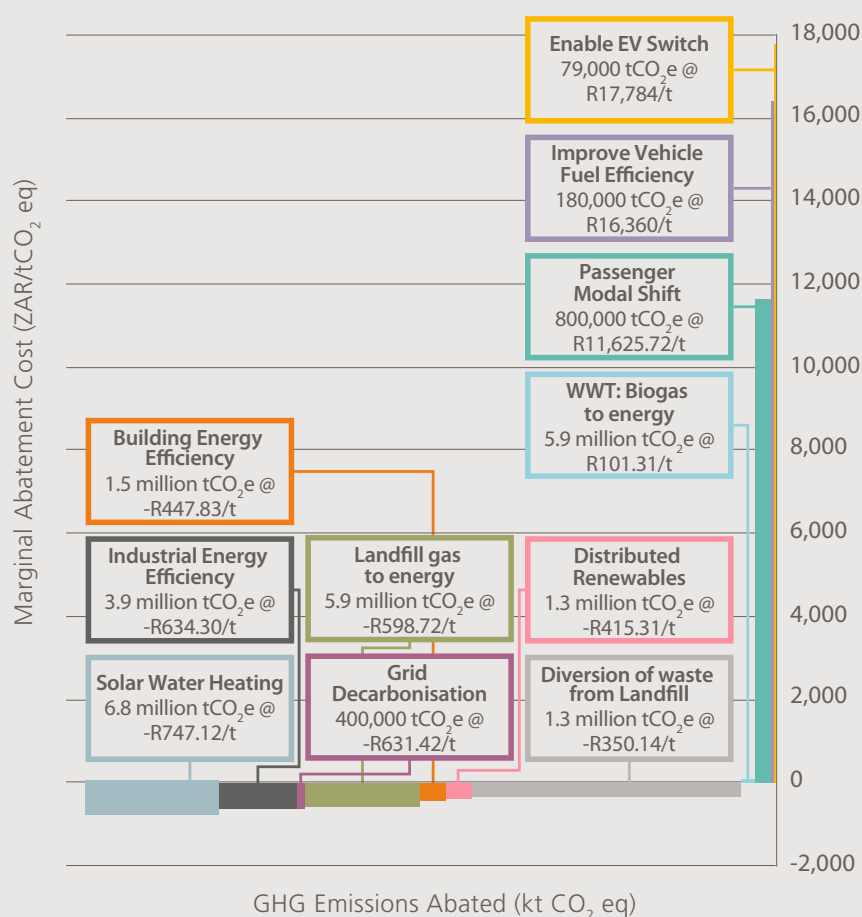 18,000
16,000
14,000
12,000
10,000
8,000
6,000
4,000
2,000
0
-2,000
Marginal Abatement Cost (ZAR/tCO₂ eq)
Enable EV Switch
79,000 tCO₂e @
R17,784/t
Improve Vehicle
Fuel Efficiency
180,000 tCO₂e @
R16,360/t
Passenger
Modal Shift
800,000 tCO₂e @
R11,625.72/t
WWT: Biogas
to energy
5.9 million tCO₂e @
R101.31/t
Building Energy
Efficiency
1.5 million tCO₂e @
-R447.83/t
Industrial Energy
Efficiency
3.9 million tCO₂e @
-R634.30/t
Landfill gas
to energy
5.9 million tCO₂e @
-R598.72/t
Distributed
Renewables
1.3 million tCO₂e @
-R415.31/t
Solar Water Heating
6.8 million tCO₂e @
-R747.12/t
Grid
Decarbonisation
400,000 tCO₂e @
-R631.42/t
Diversion of waste
from Landfill
1.3 million tCO₂e @
-R350.14/t
GHG Emissions Abated (kt CO₂ eq)